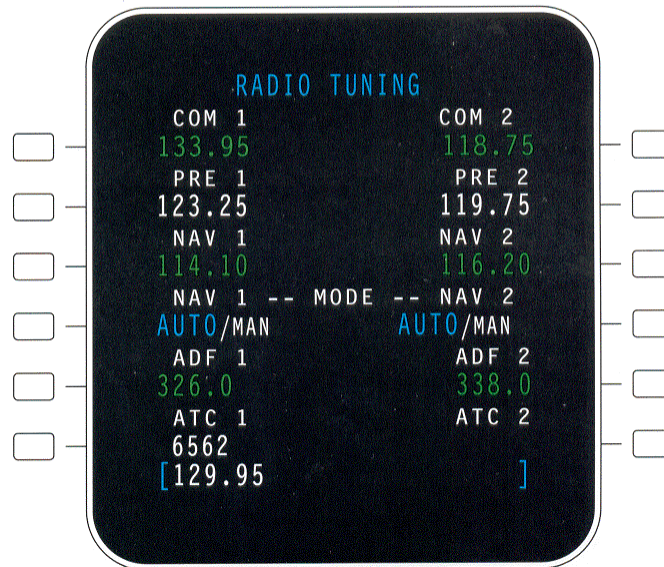 RADIO TUNING
COM 1 COM 2
133.95 118.75
PRE 1 PRE 2
123.25 119.75
NAV 1 NAV 2
114.10 116.20
NAV 1 -- MODE -- NAV 2
AUTO/MAN AUTO/MAN
ADF 1 ADF 2
326.0 338.0
ATC 1 ATC 2
6562
[129.95 ]